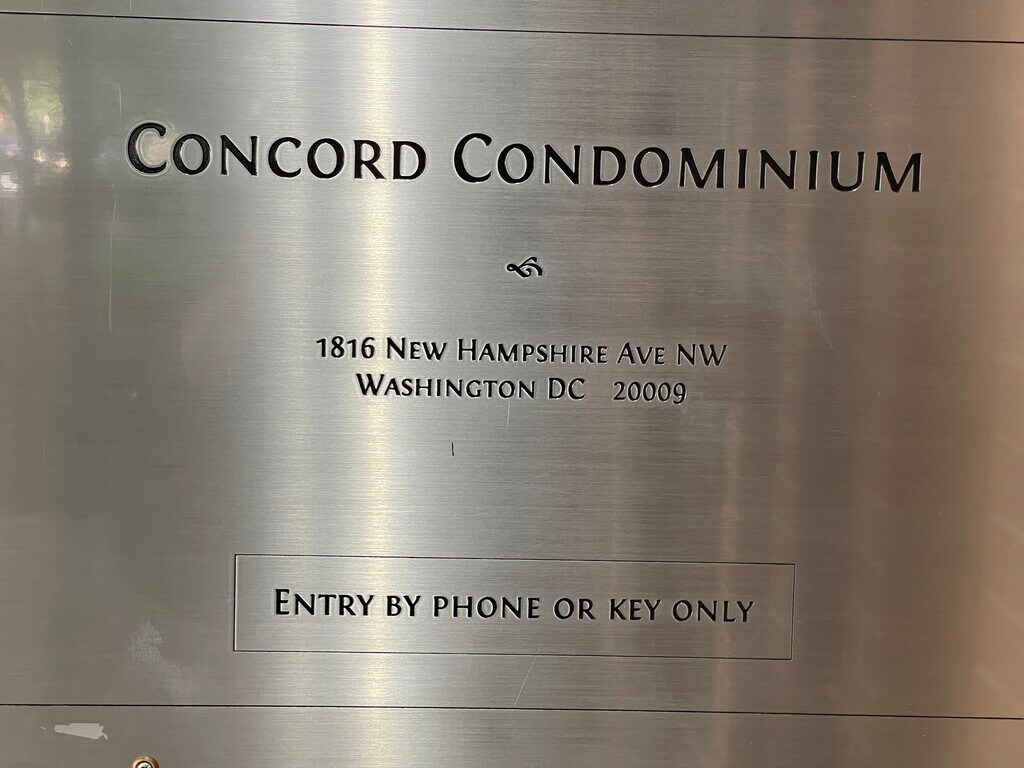 Concord Condominium
1816 New Hampshire Ave NW
Washington DC 20009
Entry by phone or key only